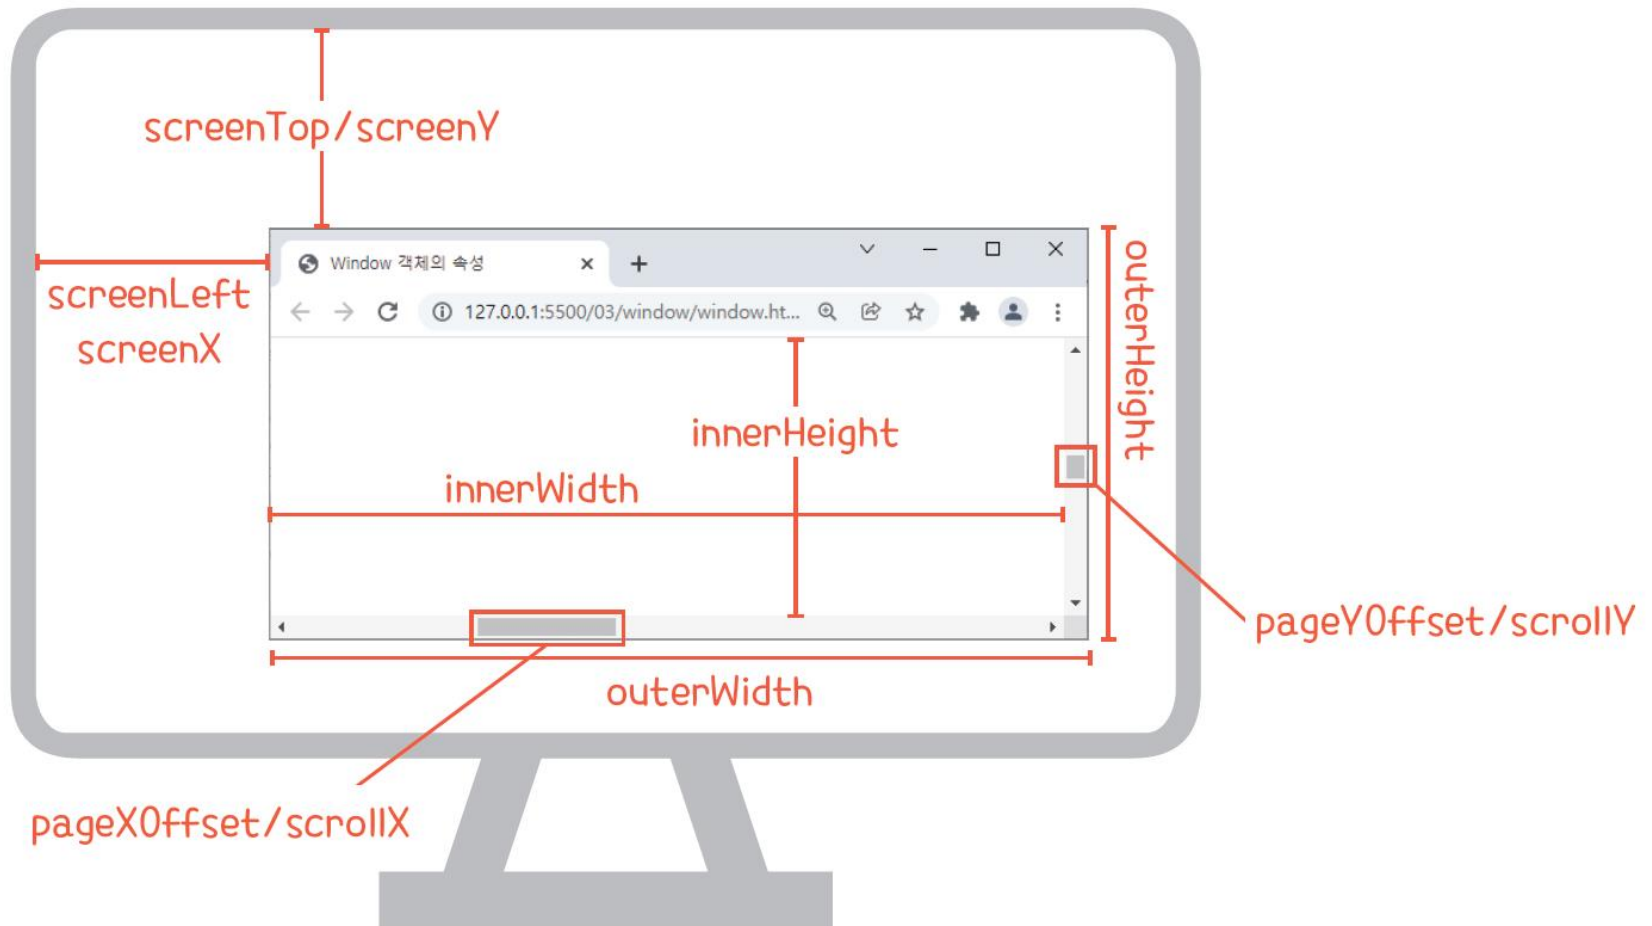 screenTop/screenY
screenLeft
screenX
Window 객체의 속성
127.0.0.1:5500/03/window/window.ht...
outerHeight
innerHeight
innerWidth
pageYOffset/scrollY
outerWidth
pageXOffset/scrollX